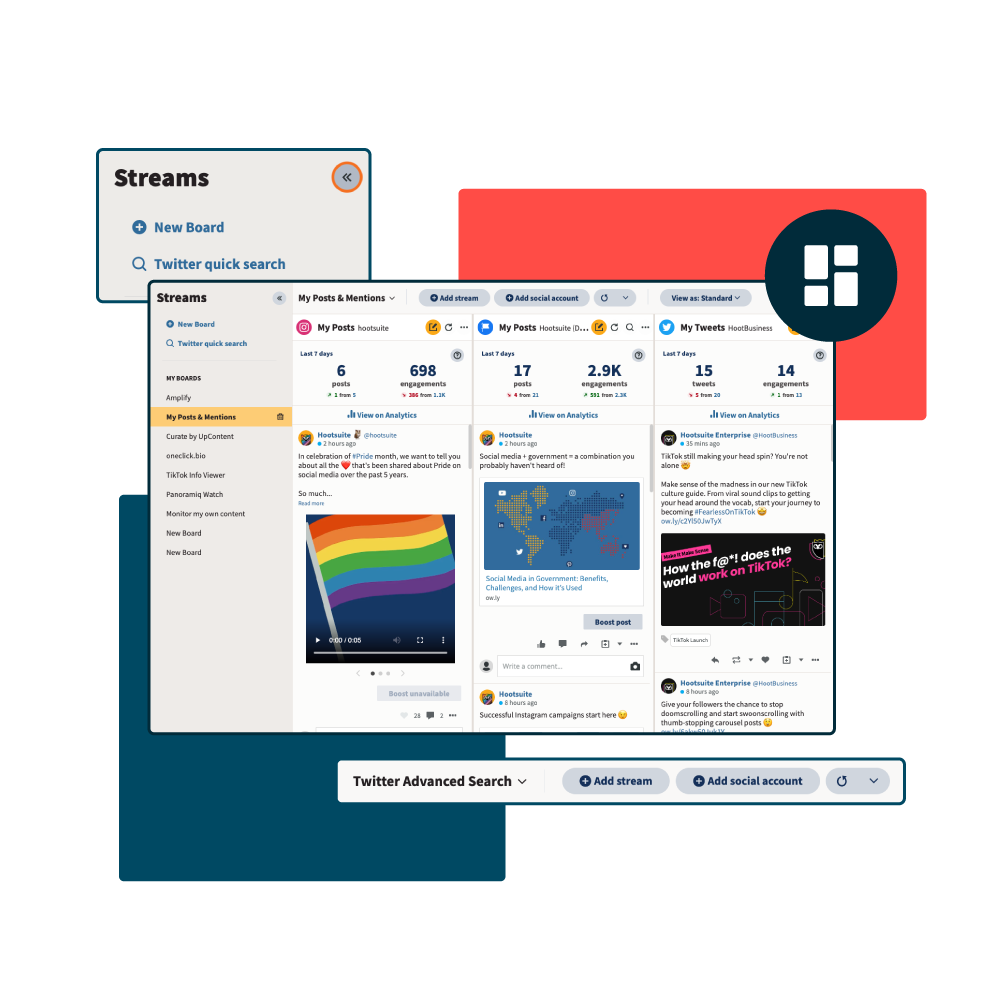 Streams
New Board
Twitter quick search
Streams
New Board
Twitter quick search
MY BOARDS
Amplify
My Posts & Mentions
Curate by UpContent
oneclick.bio
TikTok Info Viewer
Panoramiq Watch
Monitor my own content
New Board
New Board
My Posts & Mentions
Add stream
Add social account
View as: Standard
My Posts hootsuite
Last 7 days
6
posts
1 from 5
698
engagements
386 from 1.1K
View on Analytics
Hootsuite @hootsuite
2 hours ago
In celebration of #Pride month, we want to tell you
about all the ❤️ that's been shared about Pride on
social media over the past 5 years.
So much...
Read more
0:00 / 0:05
Boost unavailable
28
2
My Posts Hootsuite (D...
Last 7 days
17
posts
4 from 21
2.9K
engagements
591 from 2.3K
View on Analytics
Hootsuite
2 hours ago
Social media + government = a combination you
probably haven't heard of!
Social Media in Government: Benefits,
Challenges, and How it's Used
ow.ly
Boost post
Write a comment...
Hootsuite
8 hours ago
Successful Instagram campaigns start here 😉
My Tweets HootBusiness
Last 7 days
15
tweets
5 from 20
14
engagements
1 from 13
View on Analytics
Hootsuite Enterprise @HootBusiness
35 mins ago
TikTok still making your head spin? You're not
alone
Make sense of the madness in our new TikTok
culture guide. From viral sound clips to getting
your head around the vocab, start your journey to
becoming #FearlessOnTikTok
ow.ly/c2YI50JwTyX
Make It Make Sense
How the f@*! does the
world work on TikTok?
TikTok Launch
Hootsuite Enterprise @HootBusiness
8 hours ago
Give your followers the chance to stop
doomscrolling and start swoonscrolling with
thumb-stopping carousel posts
Twitter Advanced Search
Add stream
Add social account